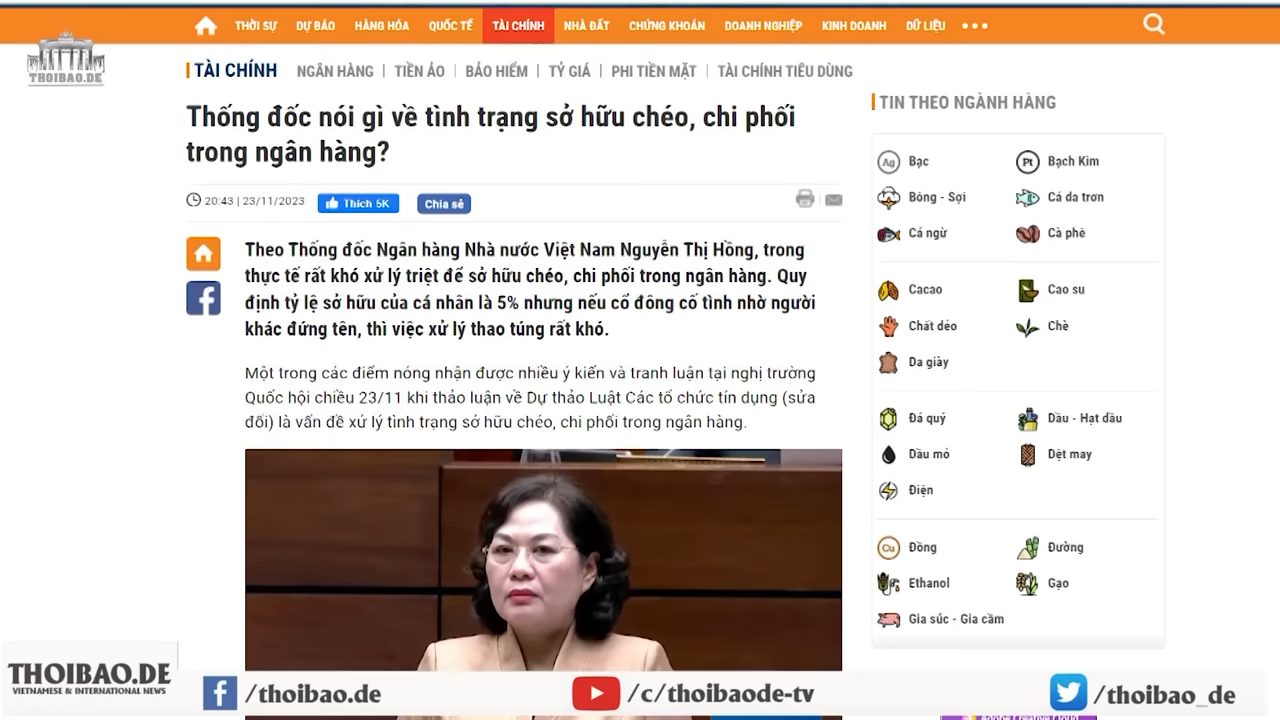 THỜI SỰ DỰ BÁO HÀNG HÓA QUỐC TẾ TÀI CHÍNH NHÀ ĐẤT CHỨNG KHOÁN DOANH NGHIỆP KINH DOANH DỮ LIỆU
THOIBAO.DE
TÀI CHÍNH NGÂN HÀNG | TIỀN ẢO | BẢO HIỂM | TỶ GIÁ | PHI TIỀN MẶT | TÀI CHÍNH TIÊU DÙNG
Thống đốc nói gì về tình trạng sở hữu chéo, chi phối
trong ngân hàng?
20:43 | 23/11/2023
Thích 5K
Chia sẻ
Theo Thống đốc Ngân hàng Nhà nước Việt Nam Nguyễn Thị Hồng, trong
thực tế rất khó xử lý triệt để sở hữu chéo, chi phối trong ngân hàng. Quy
định tỷ lệ sở hữu của cá nhân là 5% nhưng nếu cổ đông cố tình nhờ người
khác đứng tên, thì việc xử lý thao túng rất khó.
Một trong các điểm nóng nhận được nhiều ý kiến và tranh luận tại nghị trường
Quốc hội chiều 23/11 khi thảo luận về Dự thảo Luật Các tổ chức tín dụng (sửa
đổi) là vấn đề xử lý tình trạng sở hữu chéo, chi phối trong ngân hàng.
TIN THEO NGÀNH HÀNG
Ag Bạc Pt Bạch Kim
Bông - Sợi Cá da trơn
Cá ngừ Cà phê
Cacao Cao su
Chất dẻo Chè
Da giày
Đá quý Dầu - Hạt dầu
Dầu mỏ Dệt may
Điện
Cu Đồng Đường
Ethanol Gạo
Gia súc - Gia cầm
THOIBAO.DE
VIETNAMESE & INTERNATIONAL NEWS
/thoibao.de
/c/thoibaode-tv
/thoibao_de
Adobe Creative Cloud